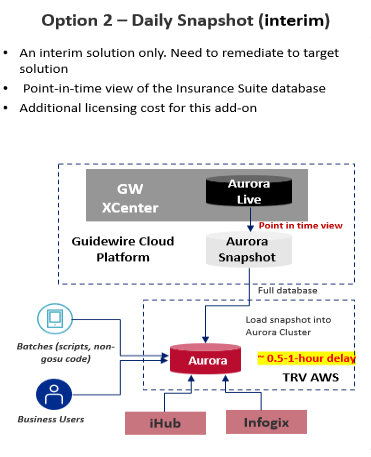 Option 2 – Daily Snapshot (interim)
• An interim solution only. Need to remediate to target
solution
• Point-in-time view of the Insurance Suite database
• Additional licensing cost for this add-on
GW
XCenter
Aurora
Live
Point in time view
Guidewire Cloud
Platform
Aurora
Snapshot
Full database
Load snapshot into
Aurora Cluster
Batches (scripts, non-
gosu code)
Aurora
~ 0.5-1-hour delay
TRV AWS
Business Users
iHub
Infogix